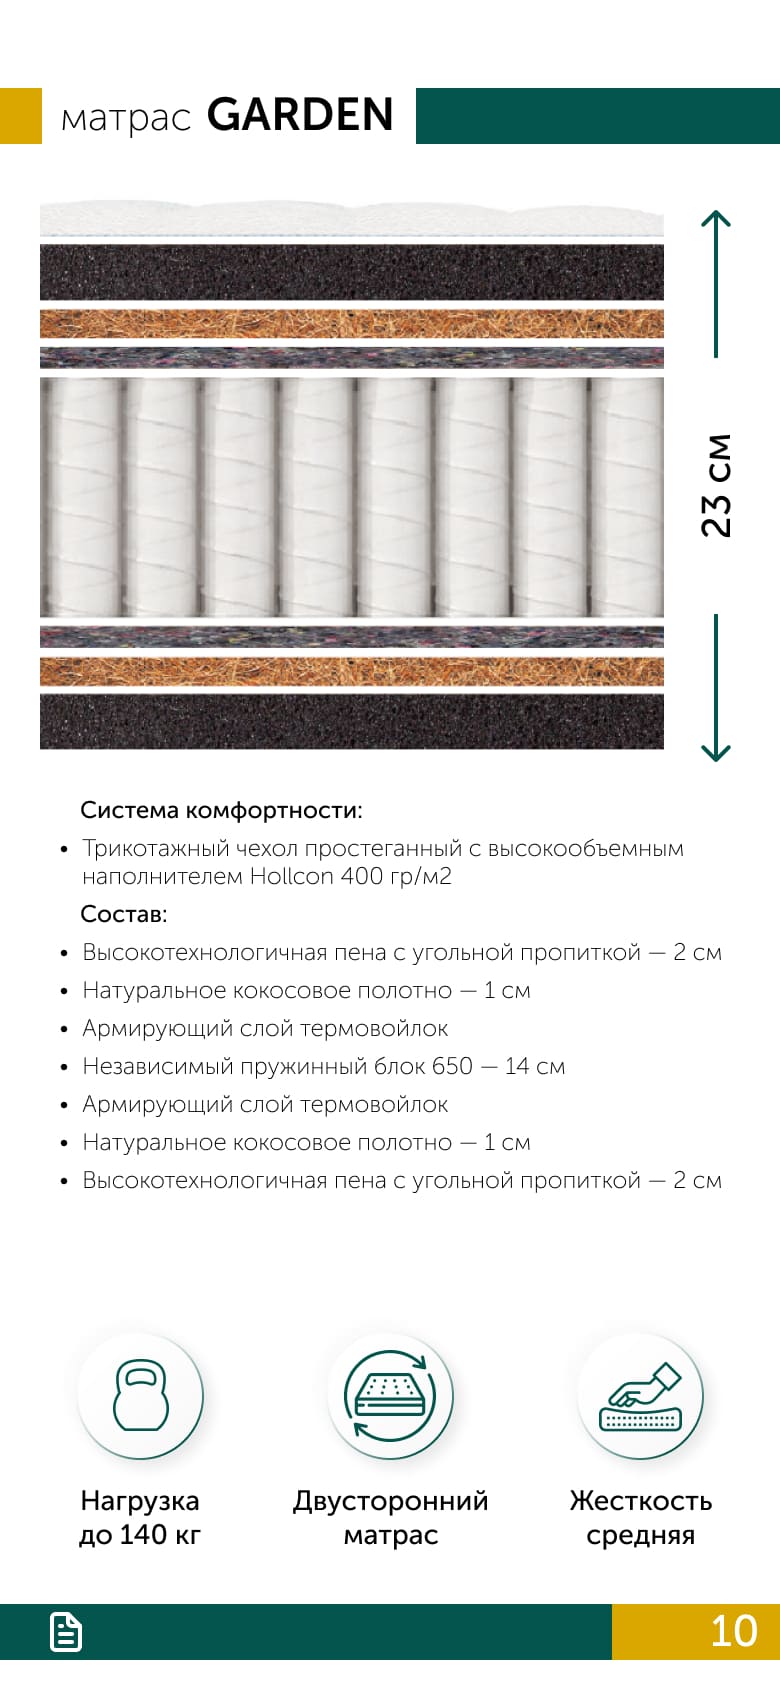 матрас GARDEN
23 см
Система комфортности:
• Трикотажный чехол простеганный с высокообъемным
наполнителем Hollcon 400 гр/м2
Состав:
• Высокотехнологичная пена с угольной пропиткой — 2 см
• Натуральное кокосовое полотно — 1 см
• Армирующий слой термовойлок
• Независимый пружинный блок 650 — 14 см
• Армирующий слой термовойлок
• Натуральное кокосовое полотно — 1 см
• Высокотехнологичная пена с угольной пропиткой — 2 см
Нагрузка
до 140 кг
Двусторонний
матрас
Жесткость
средняя
10